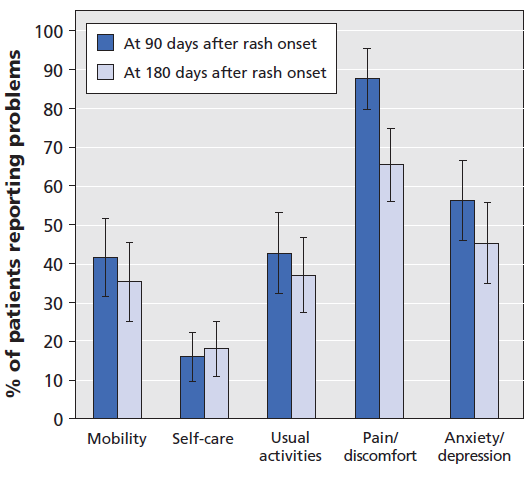 % of patients reporting problems
100
90
80
70
60
50
40
30
20
10
0
At 90 days after rash onset
At 180 days after rash onset
Mobility
Self-care
Usual
activities
Pain/
discomfort
Anxiety/
depression